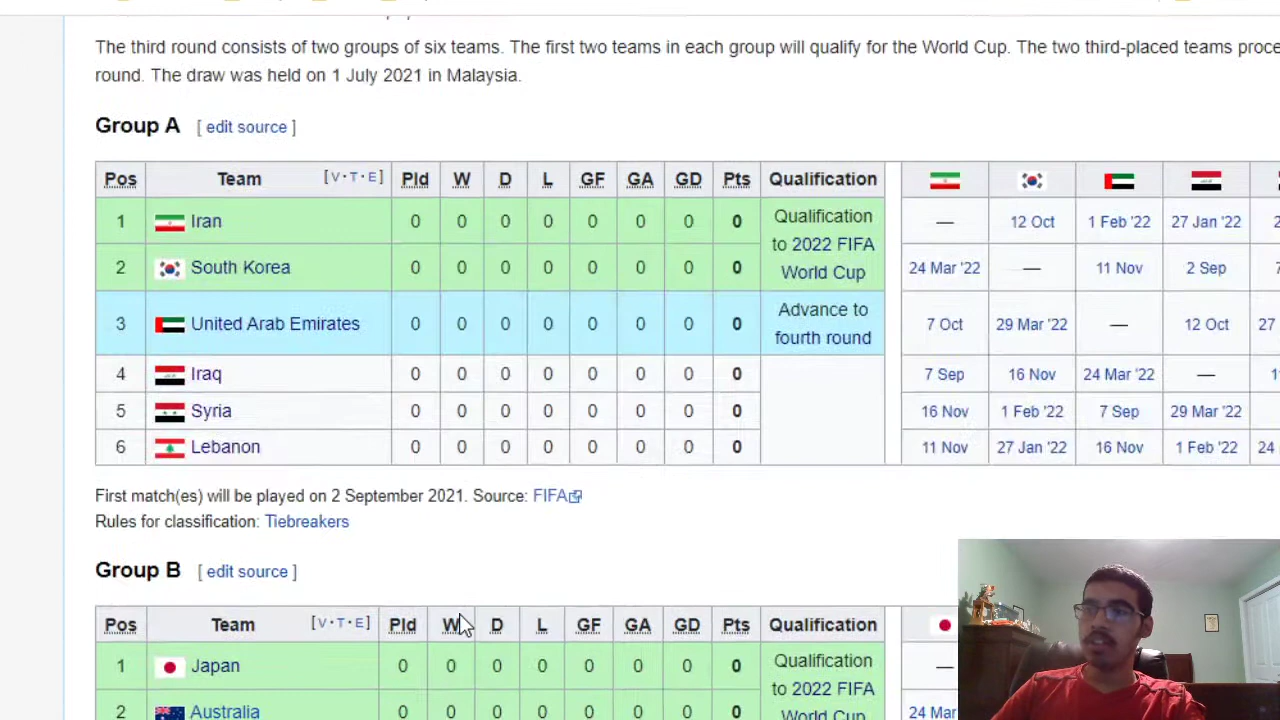 The third round consists of two groups of six teams. The first two teams in each group will qualify for the World Cup. The two third-placed teams proce
round. The draw was held on 1 July 2021 in Malaysia.
Group A [ edit source ]
Pos Team [V·T·E] Pld W D L GF GA GD Pts Qualification
1 Iran 0 0 0 0 0 0 0 0 Qualification to 2022 FIFA World Cup — 12 Oct 1 Feb '22 27 Jan '22 2
2 South Korea 0 0 0 0 0 0 0 0 24 Mar '22 — 11 Nov 2 Sep 7
3 United Arab Emirates 0 0 0 0 0 0 0 0 Advance to fourth round 7 Oct 29 Mar '22 — 12 Oct 27
4 Iraq 0 0 0 0 0 0 0 0 7 Sep 16 Nov 24 Mar '22 — 1
5 Syria 0 0 0 0 0 0 0 0 16 Nov 1 Feb '22 7 Sep 29 Mar '22
6 Lebanon 0 0 0 0 0 0 0 0 11 Nov 27 Jan '22 16 Nov 1 Feb '22 24
First match(es) will be played on 2 September 2021. Source: FIFA
Rules for classification: Tiebreakers
Group B [ edit source ]
Pos Team [V·T·E] Pld W D L GF GA GD Pts Qualification
1 Japan 0 0 0 0 0 0 0 0 Qualification to 2022 FIFA World Cup —
2 Australia 0 0 0 0 0 0 0 0 24 Mar